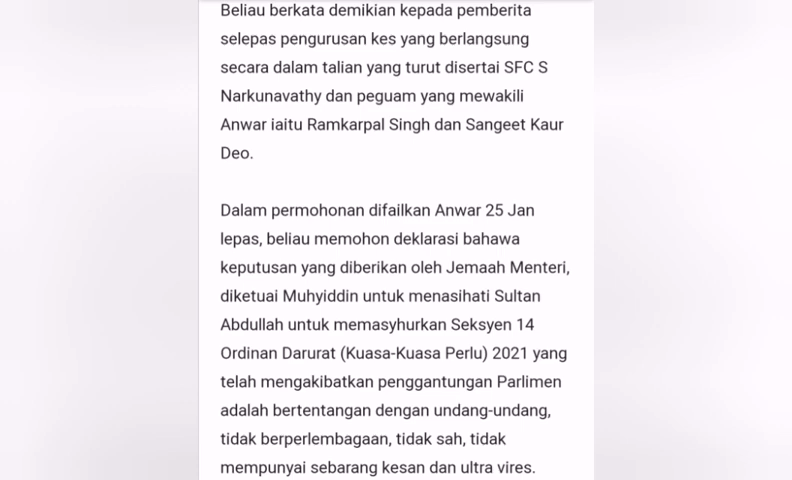 Beliau berkata demikian kepada pemberita
selepas pengurusan kes yang berlangsung
secara dalam talian yang turut disertai SFC S
Narkunavathy dan peguam yang mewakili
Anwar iaitu Ramkarpal Singh dan Sangeet Kaur
Deo.
Dalam permohonan difailkan Anwar 25 Jan
lepas, beliau memohon deklarasi bahawa
keputusan yang diberikan oleh Jemaah Menteri,
diketuai Muhyiddin untuk menasihati Sultan
Abdullah untuk memasyhurkan Seksyen 14
Ordinan Darurat (Kuasa-Kuasa Perlu) 2021 yang
telah mengakibatkan penggantungan Parlimen
adalah bertentangan dengan undang-undang,
tidak berperlembagaan, tidak sah, tidak
mempunyai sebarang kesan dan ultra vires.